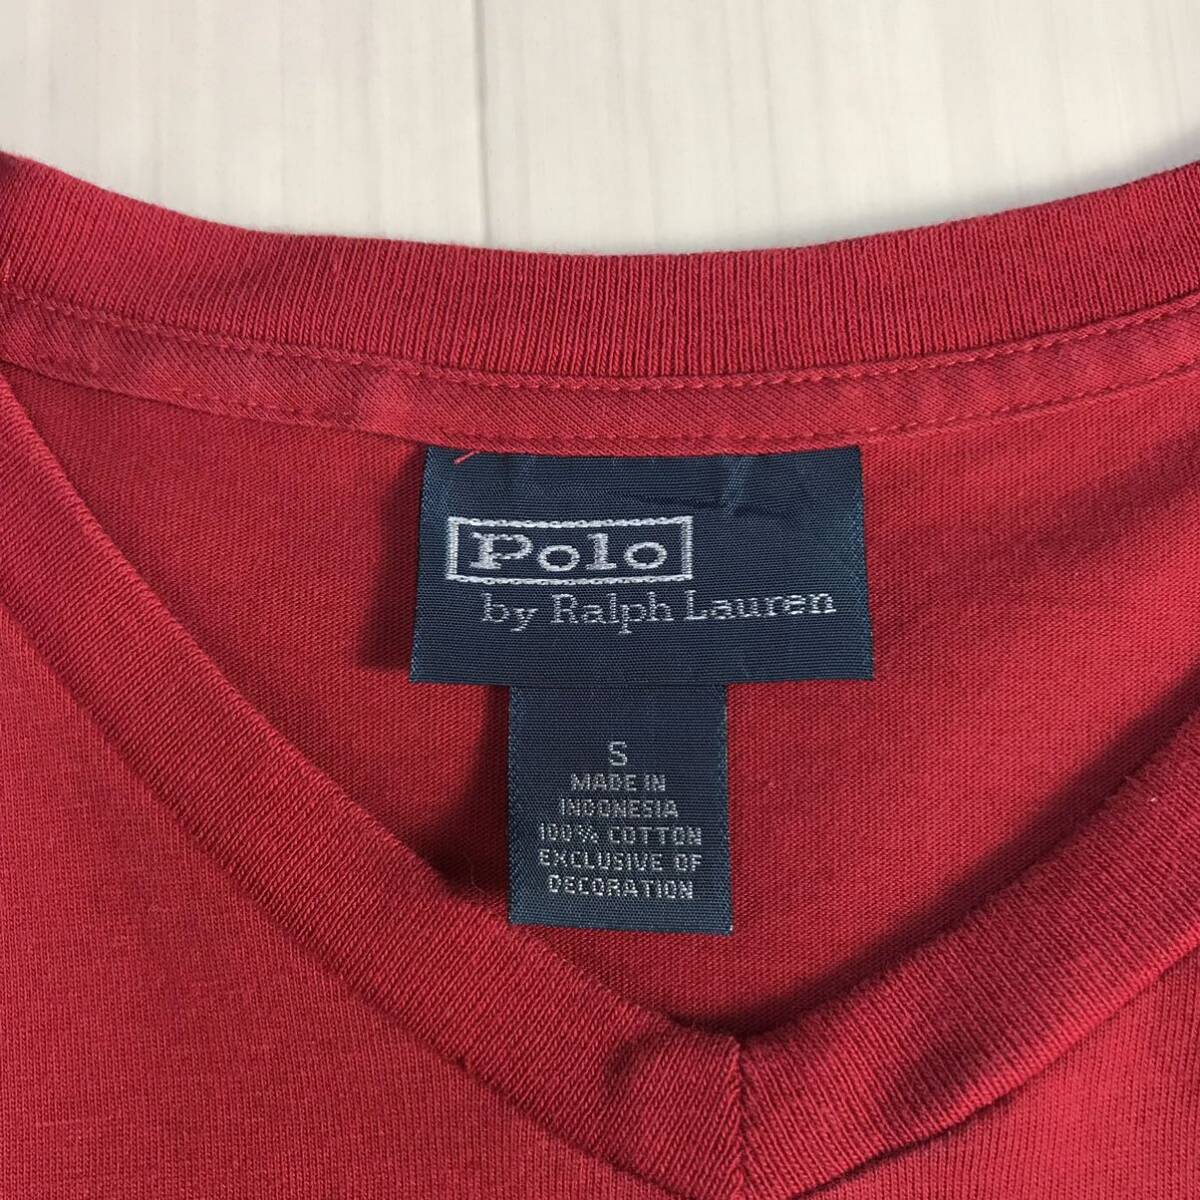 Polo
by Ralph Lauren
S
MADE IN
INDONESIA
100% COTTON
EXCLUSIVE OF
DECORATION